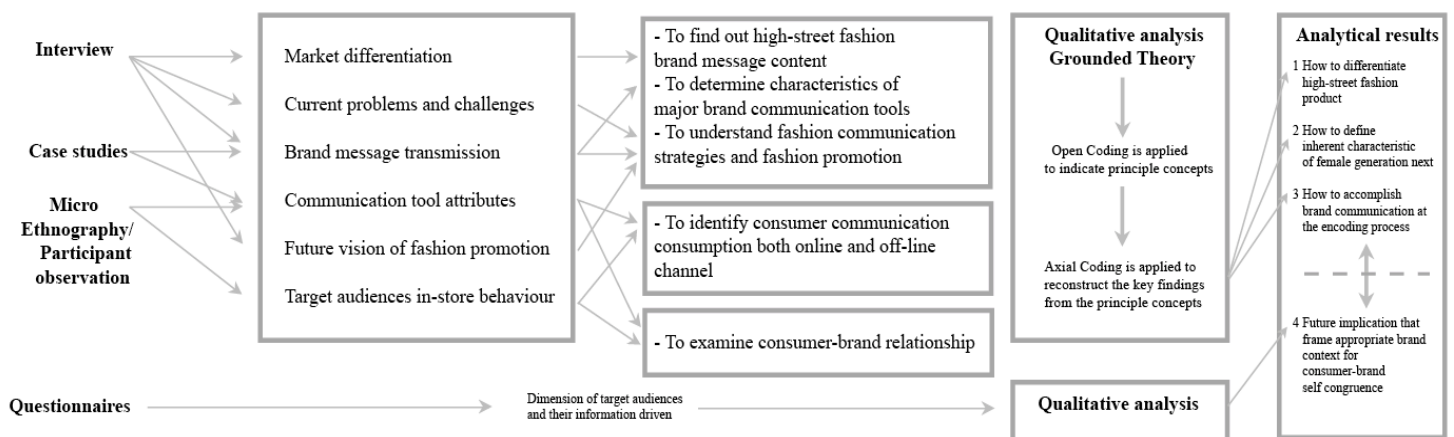 Interview
Case studies
Micro
Ethnography/
Participant
observation
Market differentiation
Current problems and challenges
Brand message transmission
Communication tool attributes
Future vision of fashion promotion
Target audiences in-store behaviour
- To find out high-street fashion
brand message content
- To determine characteristics of
major brand communication tools
- To understand fashion communication
strategies and fashion promotion
- To identify consumer communication
consumption both online and off-line
channel
- To examine consumer-brand relationship
Qualitative analysis
Grounded Theory
Open Coding is applied
to indicate principle concepts
Axial Coding is applied to
reconstruct the key findings
from the principle concepts
Analytical results
1 How to differentiate
high-street fashion
product
2 How to define
inherent characteristic
of female generation next
3 How to accomplish
brand communication at
the encoding process
4 Future implication that
frame appropriate brand
context for
consumer-brand
self congruence
Questionnaires
Dimension of target audiences
and their information driven
Qualitative analysis